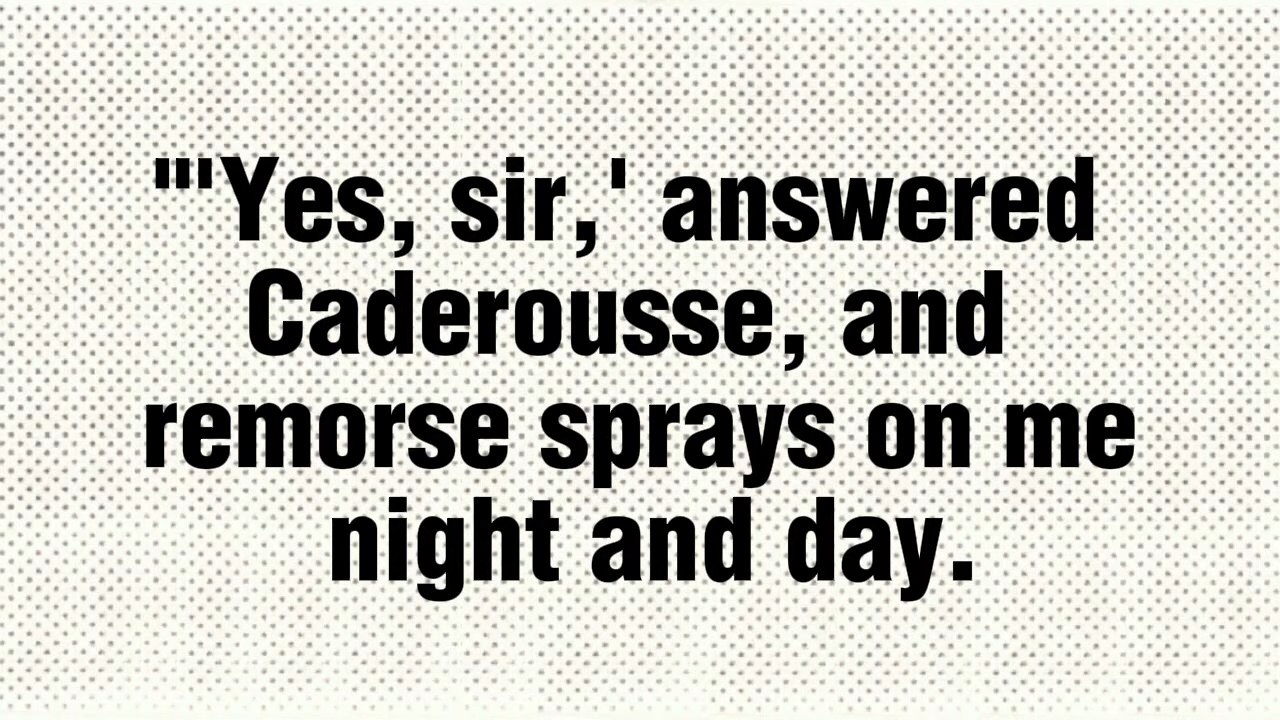 "'Yes, sir,' answered
Caderousse, and
remorse sprays on me
night and day.